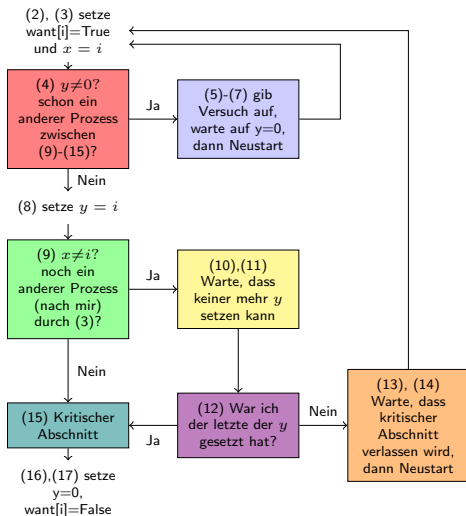 (2), (3) setze
want[i]=True
und x = i
(4) y≠0?
schon ein
anderer Prozess
zwischen
(9)-(15)?
Ja
(5)-(7) gib
Versuch auf,
warte auf y=0,
dann Neustart
Nein
(8) setze y = i
(9) x≠i?
noch ein
anderer Prozess
(nach mir)
durch (3)?
Ja
(10),(11)
Warte, dass
keiner mehr y
setzen kann
Nein
(15) Kritischer
Abschnitt
Ja
(12) War ich
der letzte der y
gesetzt hat?
Nein
(13), (14)
Warte, dass
kritischer
Abschnitt
verlassen wird,
dann Neustart
(16),(17) setze
y=0,
want[i]=False